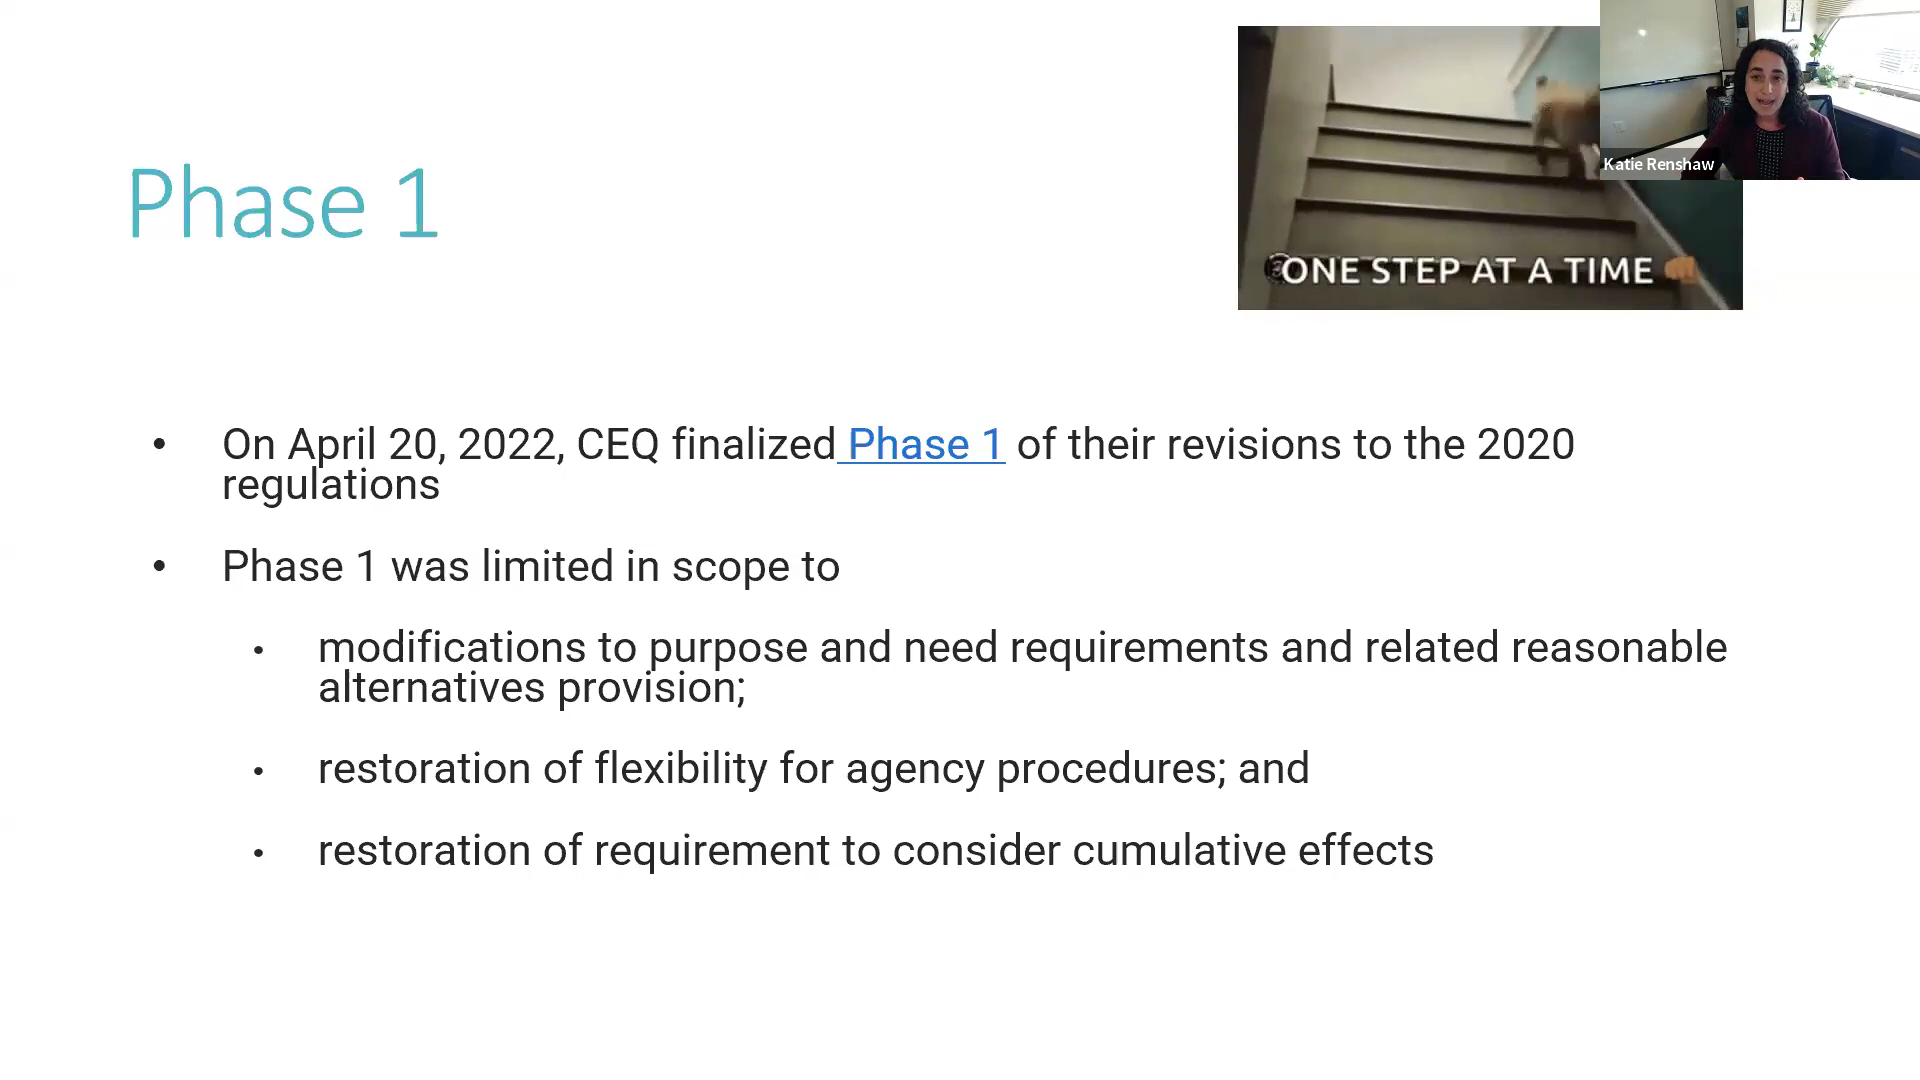 Katie Renshaw
ONE STEP AT A TIME
Phase 1
• On April 20, 2022, CEQ finalized Phase 1 of their revisions to the 2020
regulations
• Phase 1 was limited in scope to
• modifications to purpose and need requirements and related reasonable
alternatives provision;
• restoration of flexibility for agency procedures; and
• restoration of requirement to consider cumulative effects